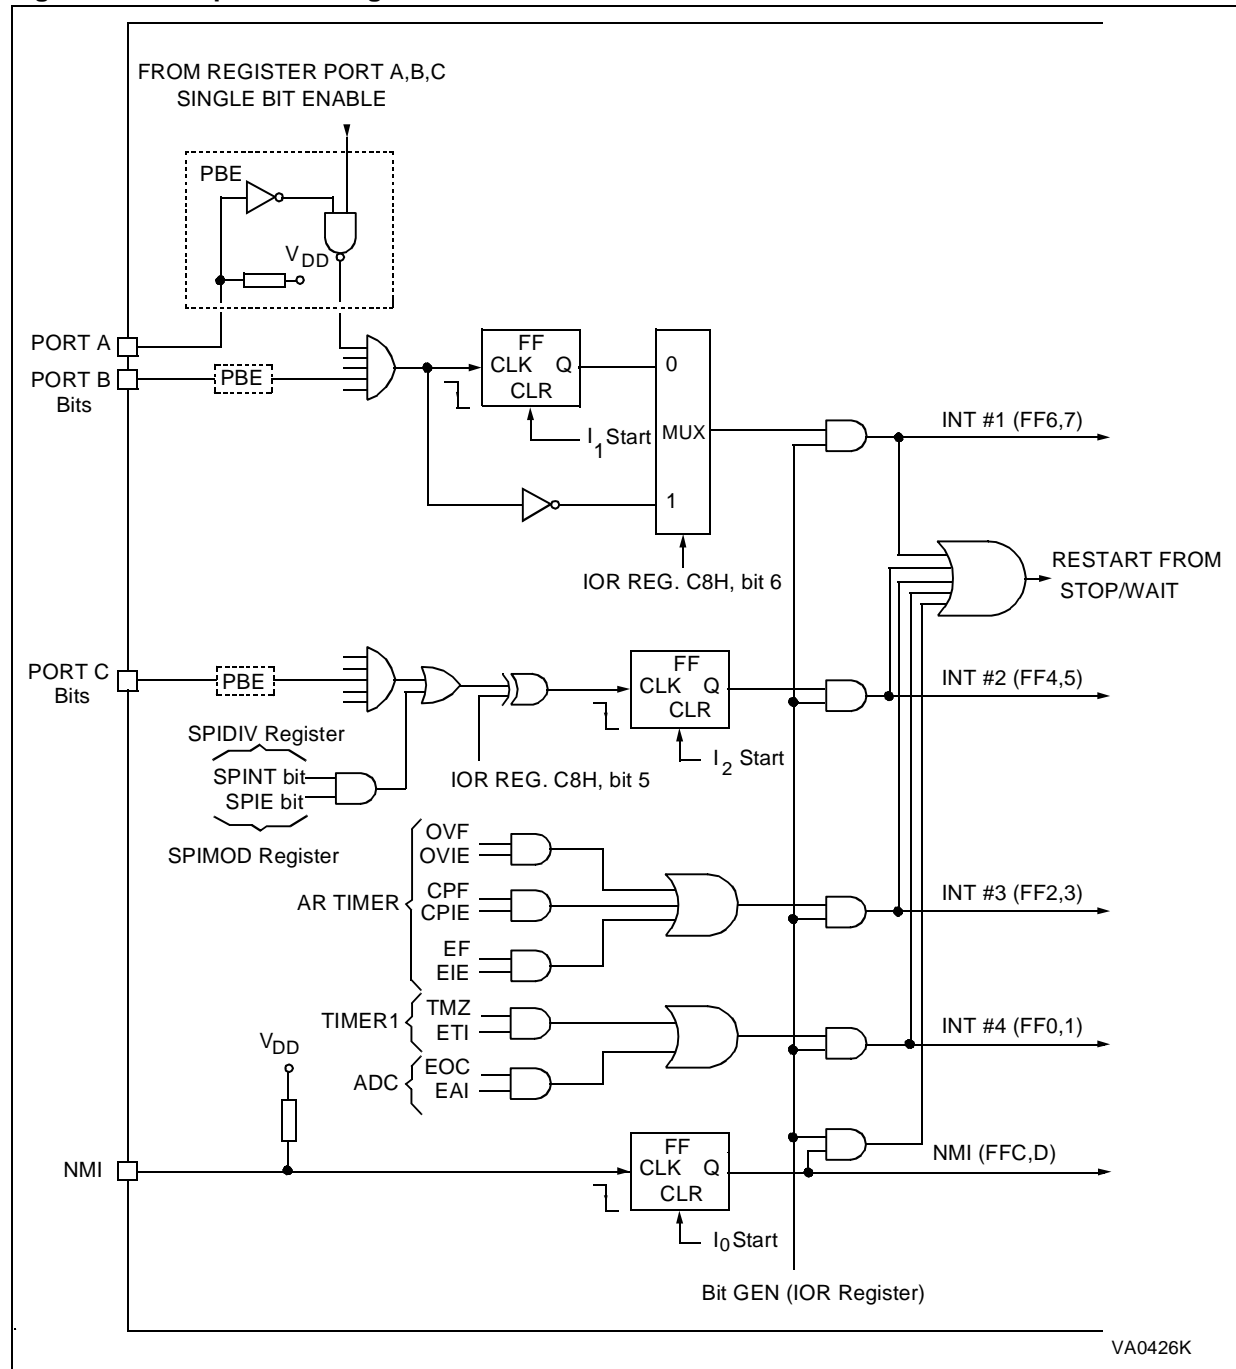 FROM REGISTER PORT A,B,C
SINGLE BIT ENABLE
PBE
VDD
PORT A
PORT B
Bits
PBE
FF
CLK Q
CLR
I1 Start
0
MUX
1
IOR REG. C8H, bit 6
INT #1 (FF6,7)
RESTART FROM
STOP/WAIT
PORT C
Bits
PBE
FF
CLK Q
CLR
I2 Start
INT #2 (FF4,5)
SPIDIV Register
SPINT bit
SPIE bit
SPIMOD Register
IOR REG. C8H, bit 5
AR TIMER
OVF
OVIE
CPF
CPIE
EF
EIE
INT #3 (FF2,3)
TIMER1
TMZ
ETI
ADC
EOC
EAI
INT #4 (FF0,1)
VDD
NMI
FF
CLK Q
CLR
I0 Start
NMI (FFC,D)
Bit GEN (IOR Register)
VA0426K